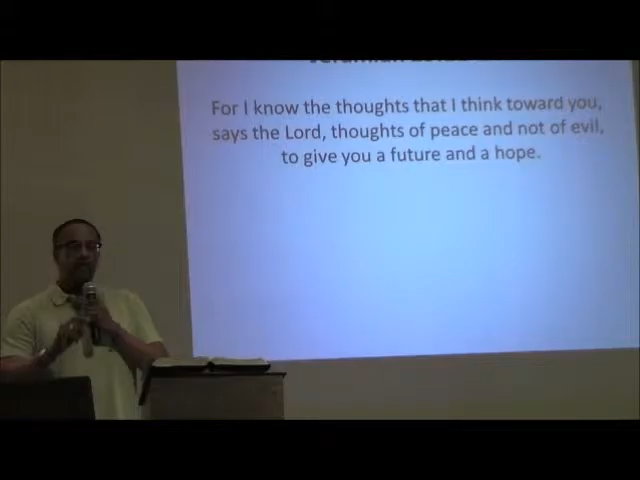 For I know the thoughts that I think toward you,
says the Lord, thoughts of peace and not of evil,
to give you a future and a hope.